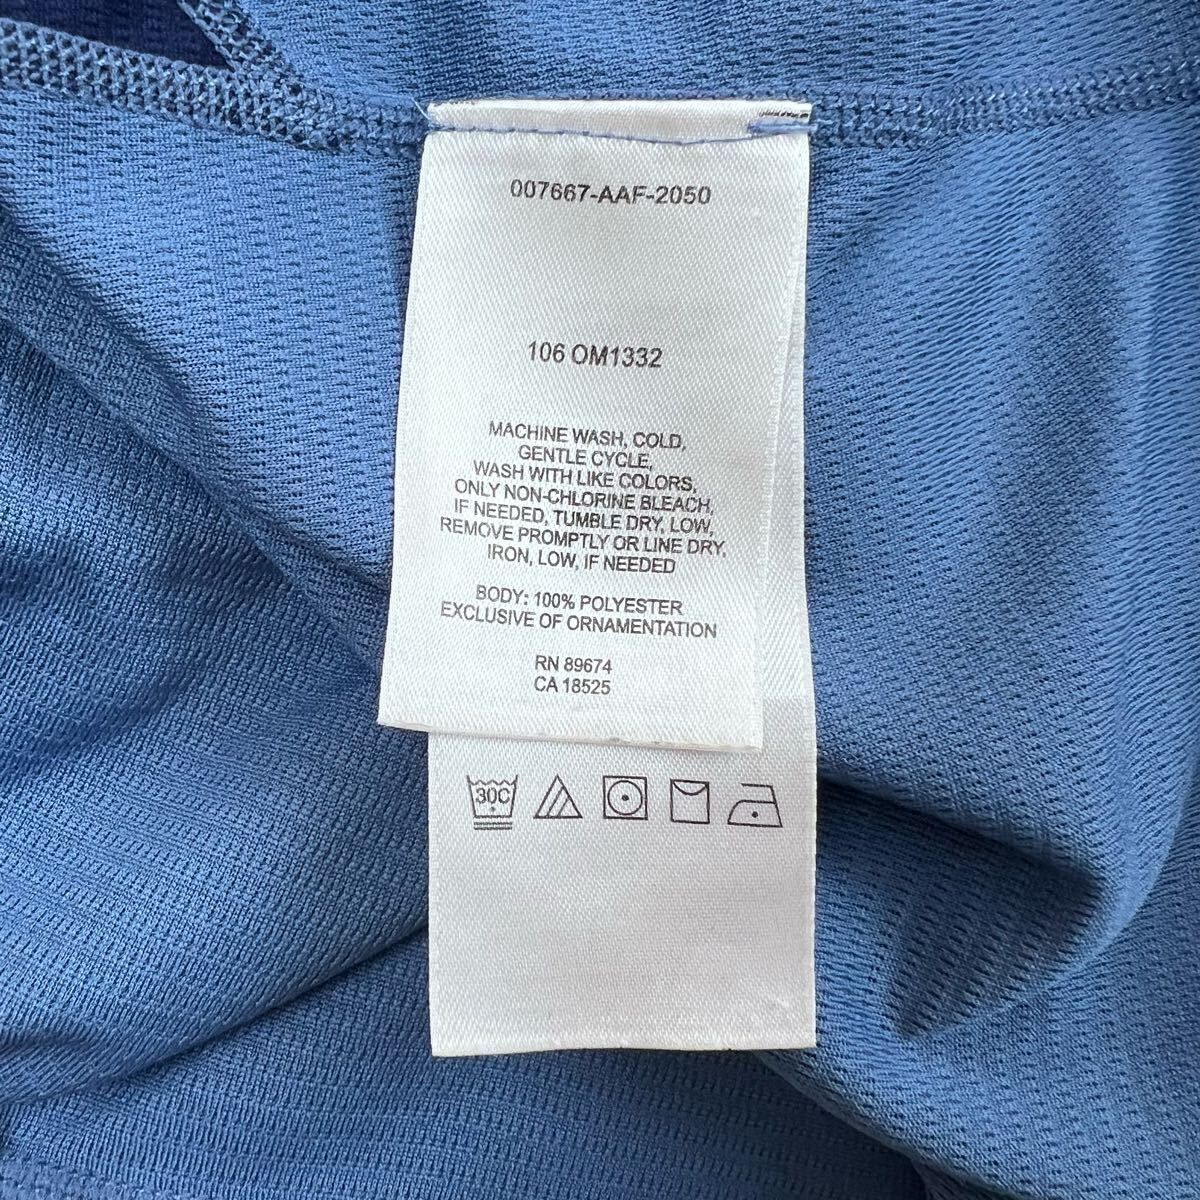 007667-AAF-2050
106 OM1332
MACHINE WASH, COLD,
GENTLE CYCLE,
WASH WITH LIKE COLORS,
ONLY NON-CHLORINE BLEACH,
IF NEEDED, TUMBLE DRY, LOW,
REMOVE PROMPTLY OR LINE DRY,
IRON, LOW, IF NEEDED
BODY: 100% POLYESTER
EXCLUSIVE OF ORNAMENTATION
RN 89674
CA 18525
30C